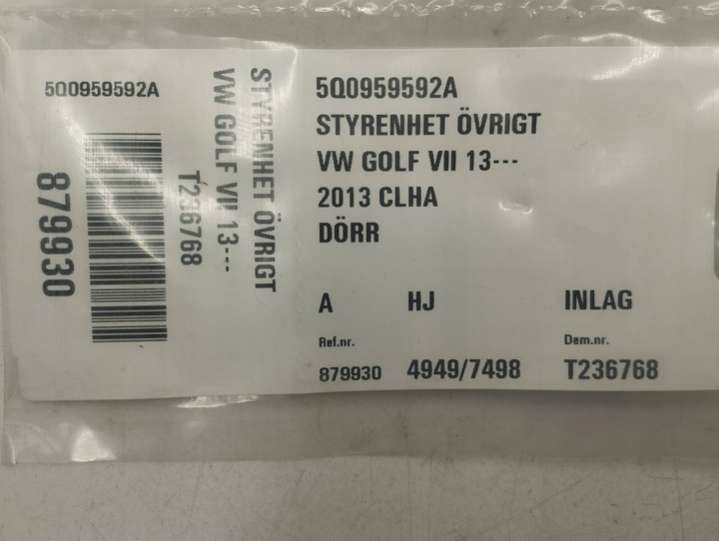 5Q0959592A
879930
T236768
VW GOLF VII 13---
STYRENHET ÖVRIGT
5Q0959592A
STYRENHET ÖVRIGT
VW GOLF VII 13---
2013 CLHA
DÖRR
A HJ INLAG
Ref.nr. Dem.nr.
879930 4949/7498 T236768